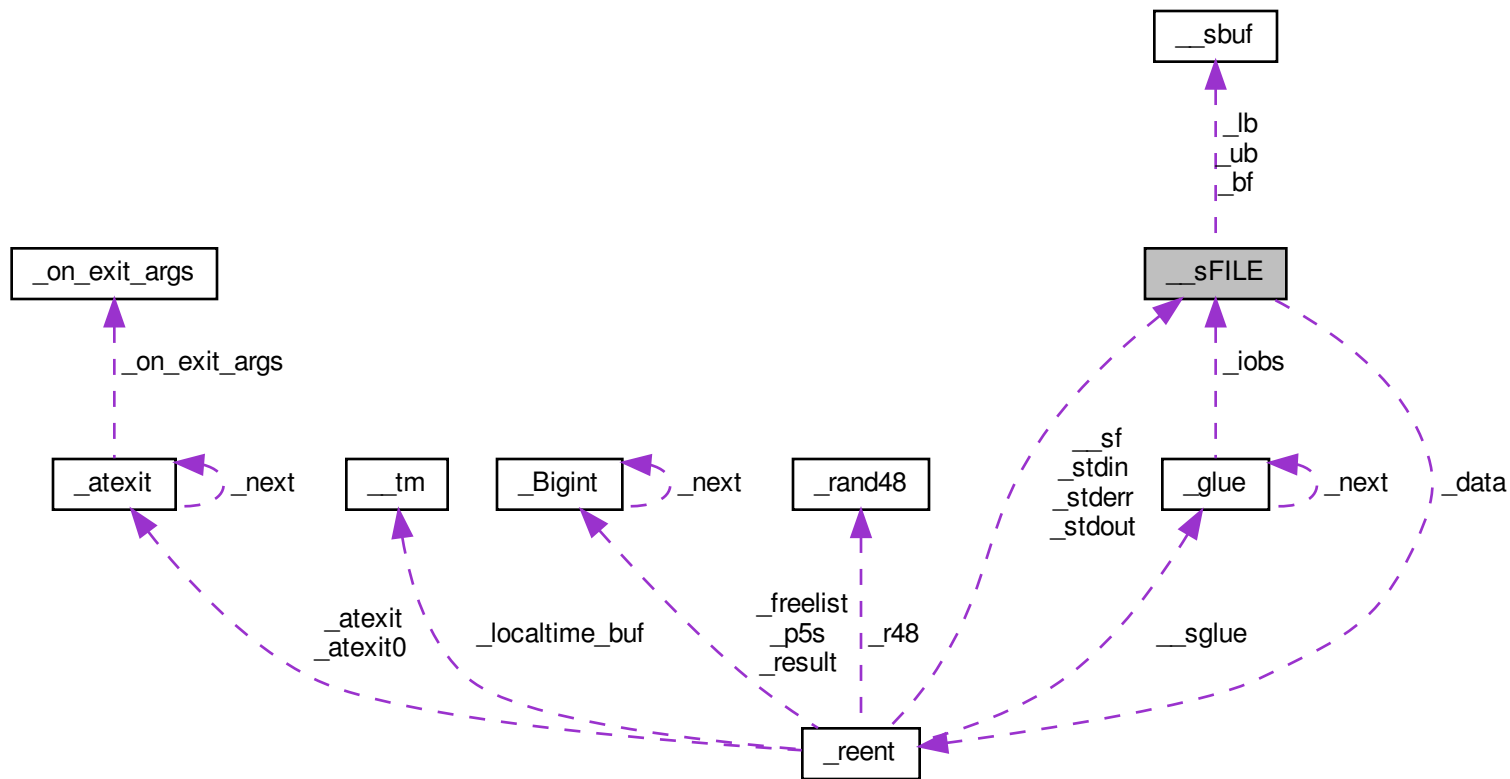 __sbuf
_lb
_ub
_bf
_on_exit_args
__sFILE
_on_exit_args
_iobs
__sf
_stdin
_stderr
_stdout
_atexit
_next
__tm
_Bigint
_next
_rand48
_glue
_next
_data
_atexit
_atexit0
_localtime_buf
_freelist
_p5s
_result
_r48
__sglue
_reent